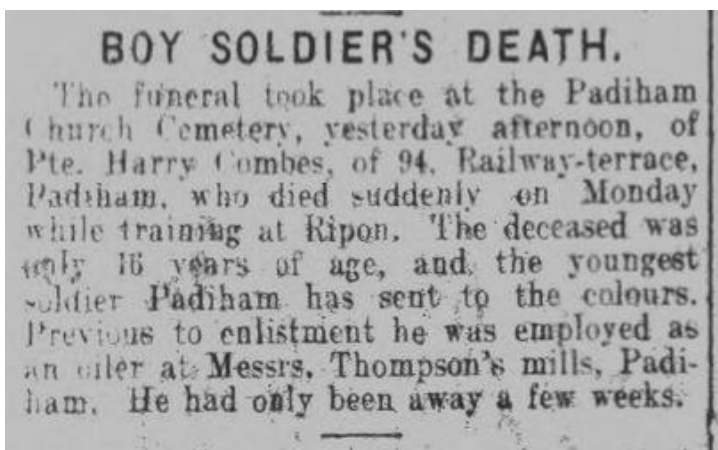 BOY SOLDIER'S DEATH.
The funeral took place at the Padiham
Church Cemetery, yesterday afternoon, of
Pte. Harry Combes, of 94, Railway-terrace,
Padiham, who died suddenly on Monday
while training at Ripon. The deceased was
only 16 years of age, and the youngest
soldier Padiham has sent to the colours.
Previous to enlistment he was employed as
an oiler at Messrs. Thompson's mills, Padi-
ham. He had only been away a few weeks.